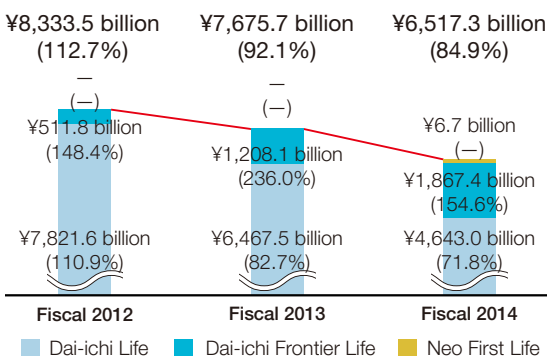 ¥8,333.5 billion
(112.7%)
¥7,675.7 billion
(92.1%)
¥6,517.3 billion
(84.9%)
—
(—)
¥511.8 billion
(148.4%)
¥7,821.6 billion
(110.9%)
—
(—)
¥1,208.1 billion
(236.0%)
¥6,467.5 billion
(82.7%)
¥6.7 billion
(—)
¥1,867.4 billion
(154.6%)
¥4,643.0 billion
(71.8%)
Fiscal 2012
Fiscal 2013
Fiscal 2014
Dai-ichi Life
Dai-ichi Frontier Life
Neo First Life